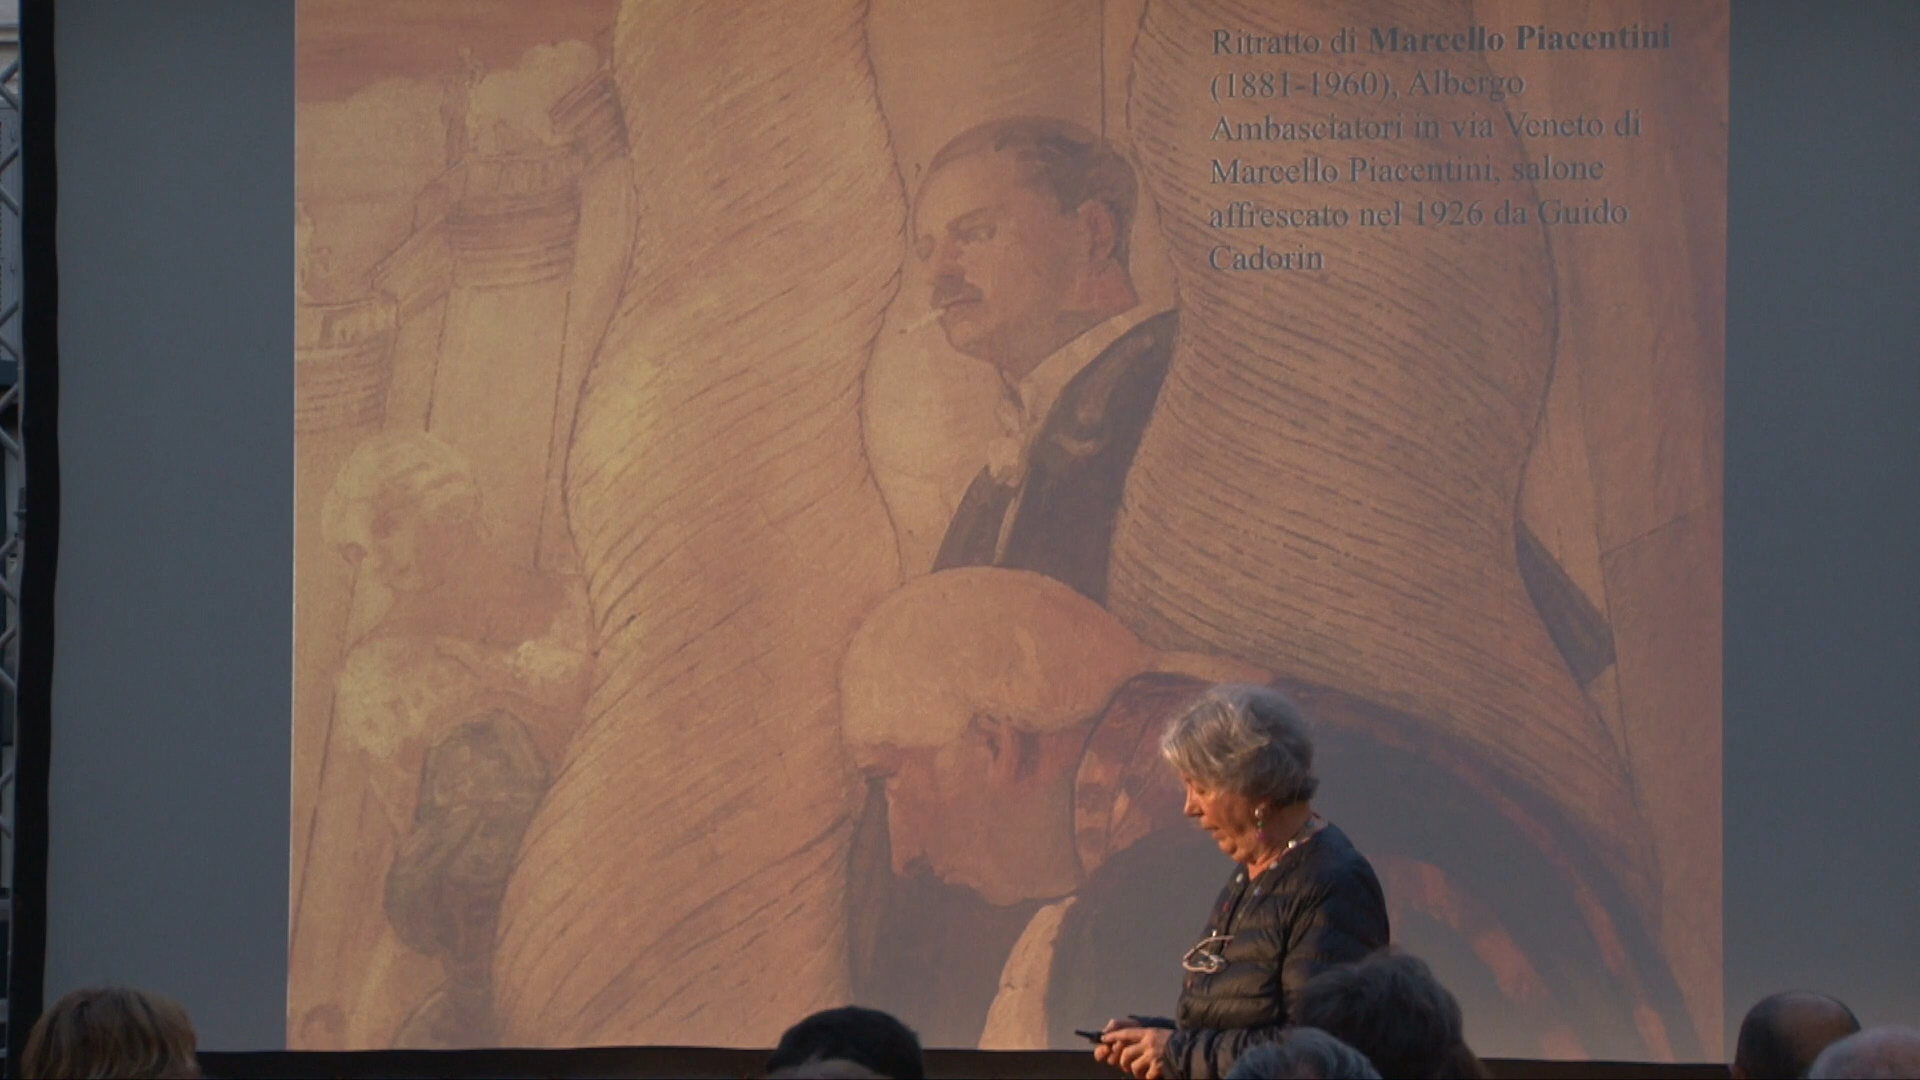 Ritratto di Marcello Piacentini
(1881-1960), Albergo
Ambasciatori in via Veneto di
Marcello Piacentini, salone
affrescato nel 1926 da Guido
Cadorin